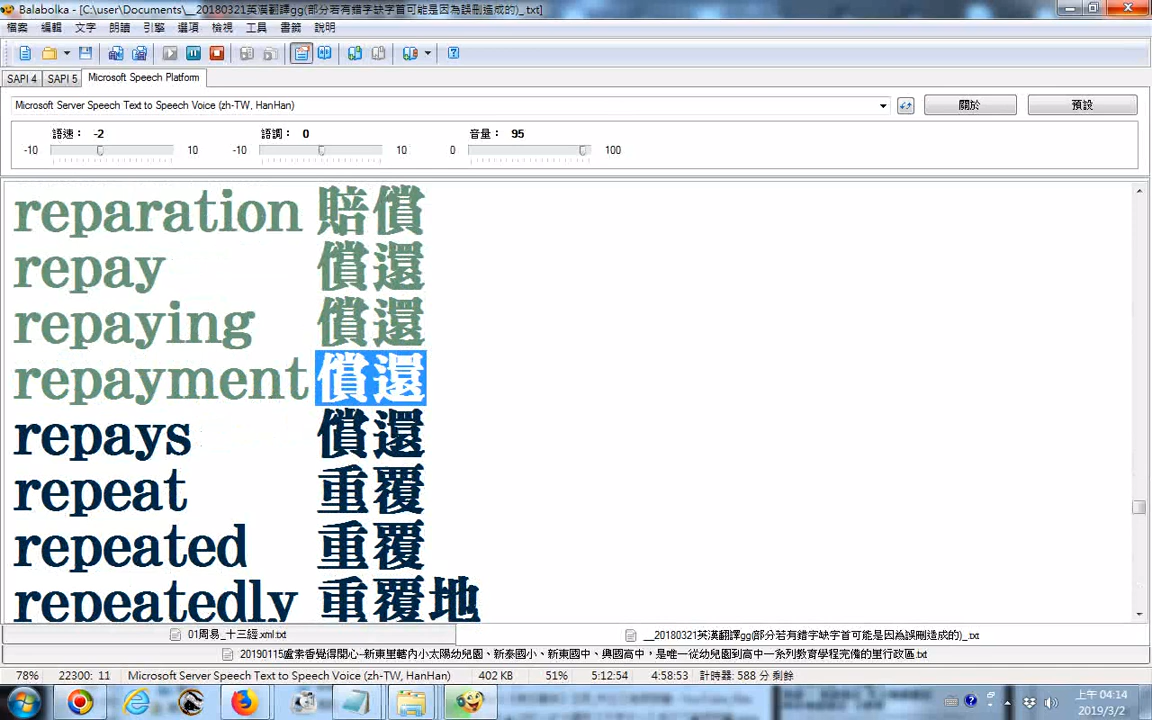 Balabolka - [C:\user\Documents\__20180321英漢翻譯gg(部分若有錯字缺字首可能是因為誤刪造成的)_.txt]
檔案 編輯 文字 朗讀 引擎 選項 檢視 工具 書籤 說明
SAPI 4 SAPI 5 Microsoft Speech Platform
Microsoft Server Speech Text to Speech Voice (zh-TW, HanHan) 關於 預設
語速： -2 語調： 0 音量： 95
-10 10 -10 10 0 100
reparation 賠償
repay 償還
repaying 償還
repayment 償還
repays 償還
repeat 重覆
repeated 重覆
repeatedly 重覆地
01周易_十三經.xml.txt __20180321英漢翻譯gg(部分若有錯字缺字首可能是因為誤刪造成的)_.txt
20190115盧素香覺得開心-新東里轄內小太陽幼兒園、新泰國小、新東國中、興國高中，是唯一從幼兒園到高中一系列教育學程完備的里行政區.txt
78% 22300: 11 Microsoft Server Speech Text to Speech Voice (zh-TW, HanHan) 402 KB 51% 5:12:54 4:58:53 計時器: 588 分 剩餘
上午 04:14
2019/3/2